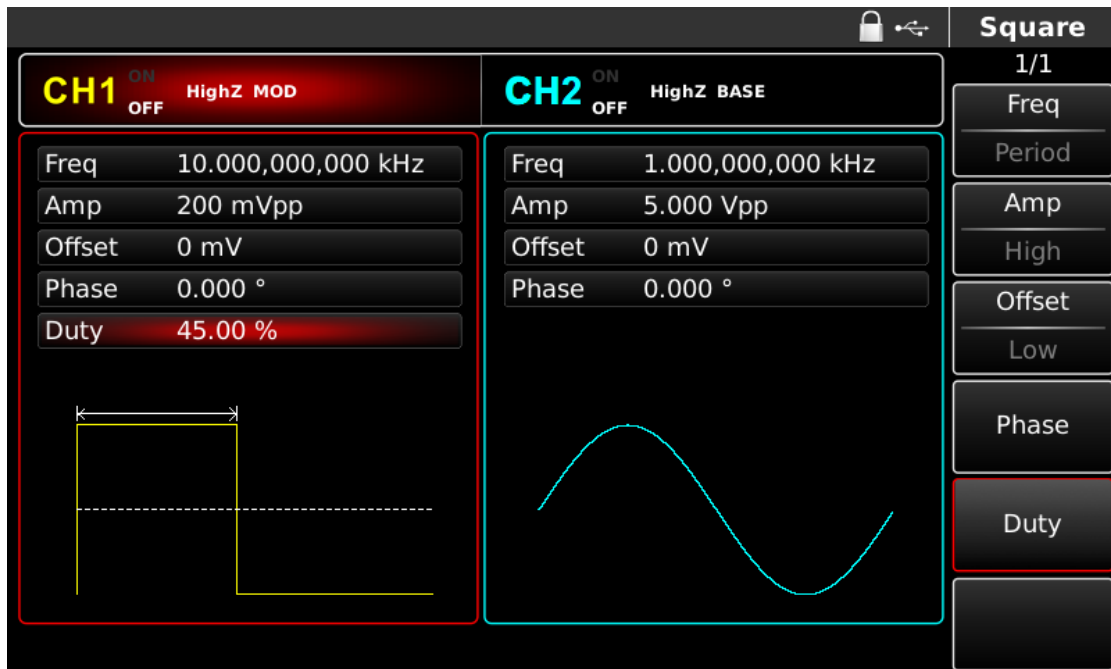 Square
1/1
CH1 ON OFF HighZ MOD
CH2 ON OFF HighZ BASE
Freq 10.000,000,000 kHz
Amp 200 mVpp
Offset 0 mV
Phase 0.000 °
Duty 45.00 %
Freq 1.000,000,000 kHz
Amp 5.000 Vpp
Offset 0 mV
Phase 0.000 °
Freq
Period
Amp
High
Offset
Low
Phase
Duty